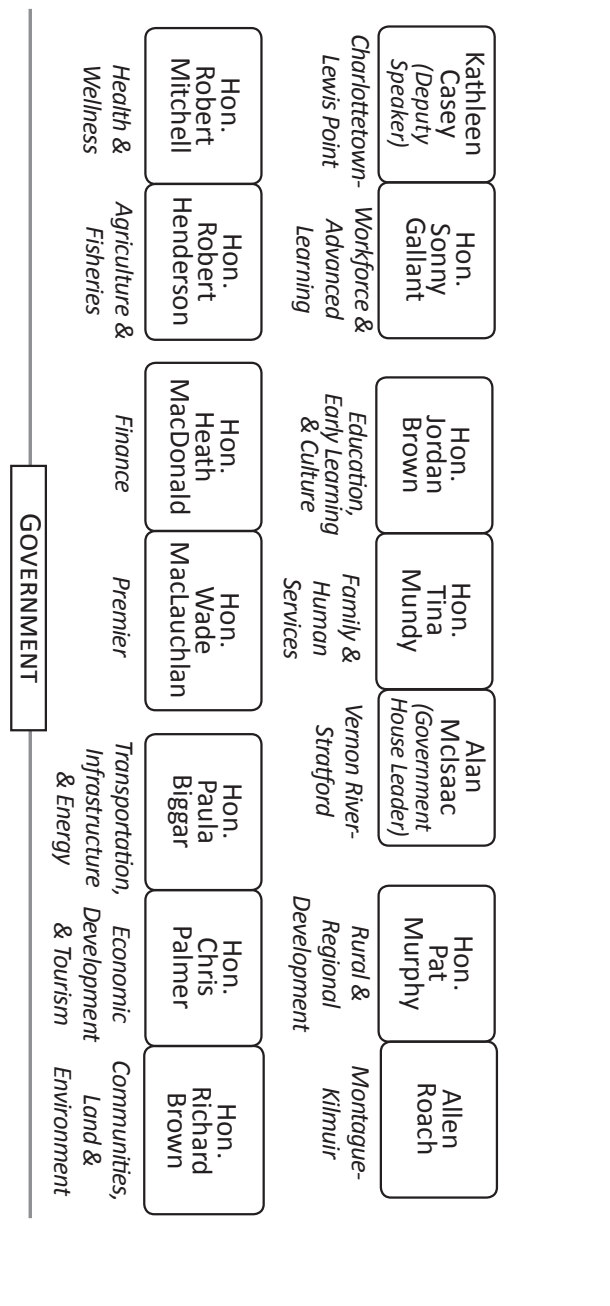 Kathleen
Casey
(Deputy
Speaker)
Charlottetown-
Lewis Point
Hon.
Sonny
Gallant
Workforce &
Advanced
Learning
Hon.
Jordan
Brown
Education,
Early Learning
& Culture
Hon.
Tina
Mundy
Family &
Human
Services
Alan
McIsaac
(Government
House Leader)
Vernon River-
Stratford
Hon.
Pat
Murphy
Rural &
Regional
Development
Allen
Roach
Montague-
Kilmuir
Hon.
Robert
Mitchell
Health &
Wellness
Hon.
Robert
Henderson
Agriculture &
Fisheries
Hon.
Heath
MacDonald
Finance
Hon.
Wade
MacLauchlan
Premier
Hon.
Paula
Biggar
Transportation,
Infrastructure
& Energy
Hon.
Chris
Palmer
Economic
Development
& Tourism
Hon.
Richard
Brown
Communities,
Land &
Environment
GOVERNMENT